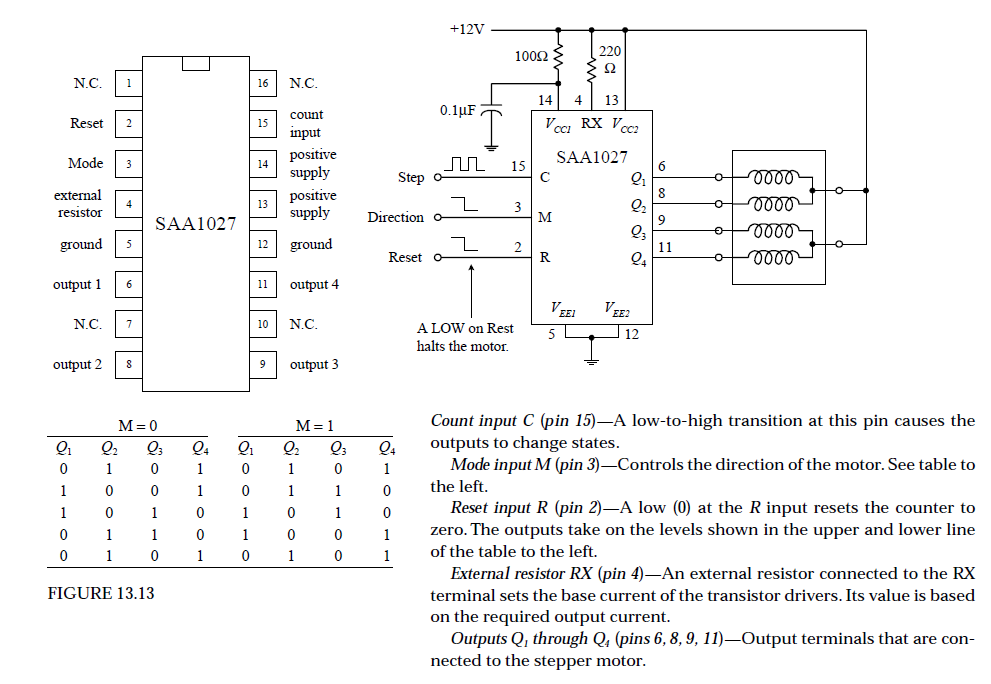 N.C. 1 16 N.C.
Reset 2 15 count input
Mode 3 14 positive supply
external resistor 4 13 positive supply
SAA1027
ground 5 12 ground
output 1 6 11 output 4
N.C. 7 10 N.C.
output 2 8 9 output 3
+12V
100Ω
220 Ω
0.1μF
14 4 13
VCC1 RX VCC2
SAA1027
Step 15 C
Direction 3 M
Reset 2 R
6 Q1
8 Q2
9 Q3
11 Q4
VEE1 VEE2
5 12
A LOW on Rest
halts the motor.
M = 0 M = 1
Q1 Q2 Q3 Q4 Q1 Q2 Q3 Q4
0 1 0 1 0 1 0 1
1 0 0 1 0 1 1 0
1 0 1 0 1 0 1 0
0 1 1 0 1 0 0 1
0 1 0 1 0 1 0 1
FIGURE 13.13
Count input C (pin 15)—A low-to-high transition at this pin causes the
outputs to change states.
Mode input M (pin 3)—Controls the direction of the motor. See table to
the left.
Reset input R (pin 2)—A low (0) at the R input resets the counter to
zero. The outputs take on the levels shown in the upper and lower line
of the table to the left.
External resistor RX (pin 4)—An external resistor connected to the RX
terminal sets the base current of the transistor drivers. Its value is based
on the required output current.
Outputs Q1 through Q4 (pins 6, 8, 9, 11)—Output terminals that are con-
nected to the stepper motor.